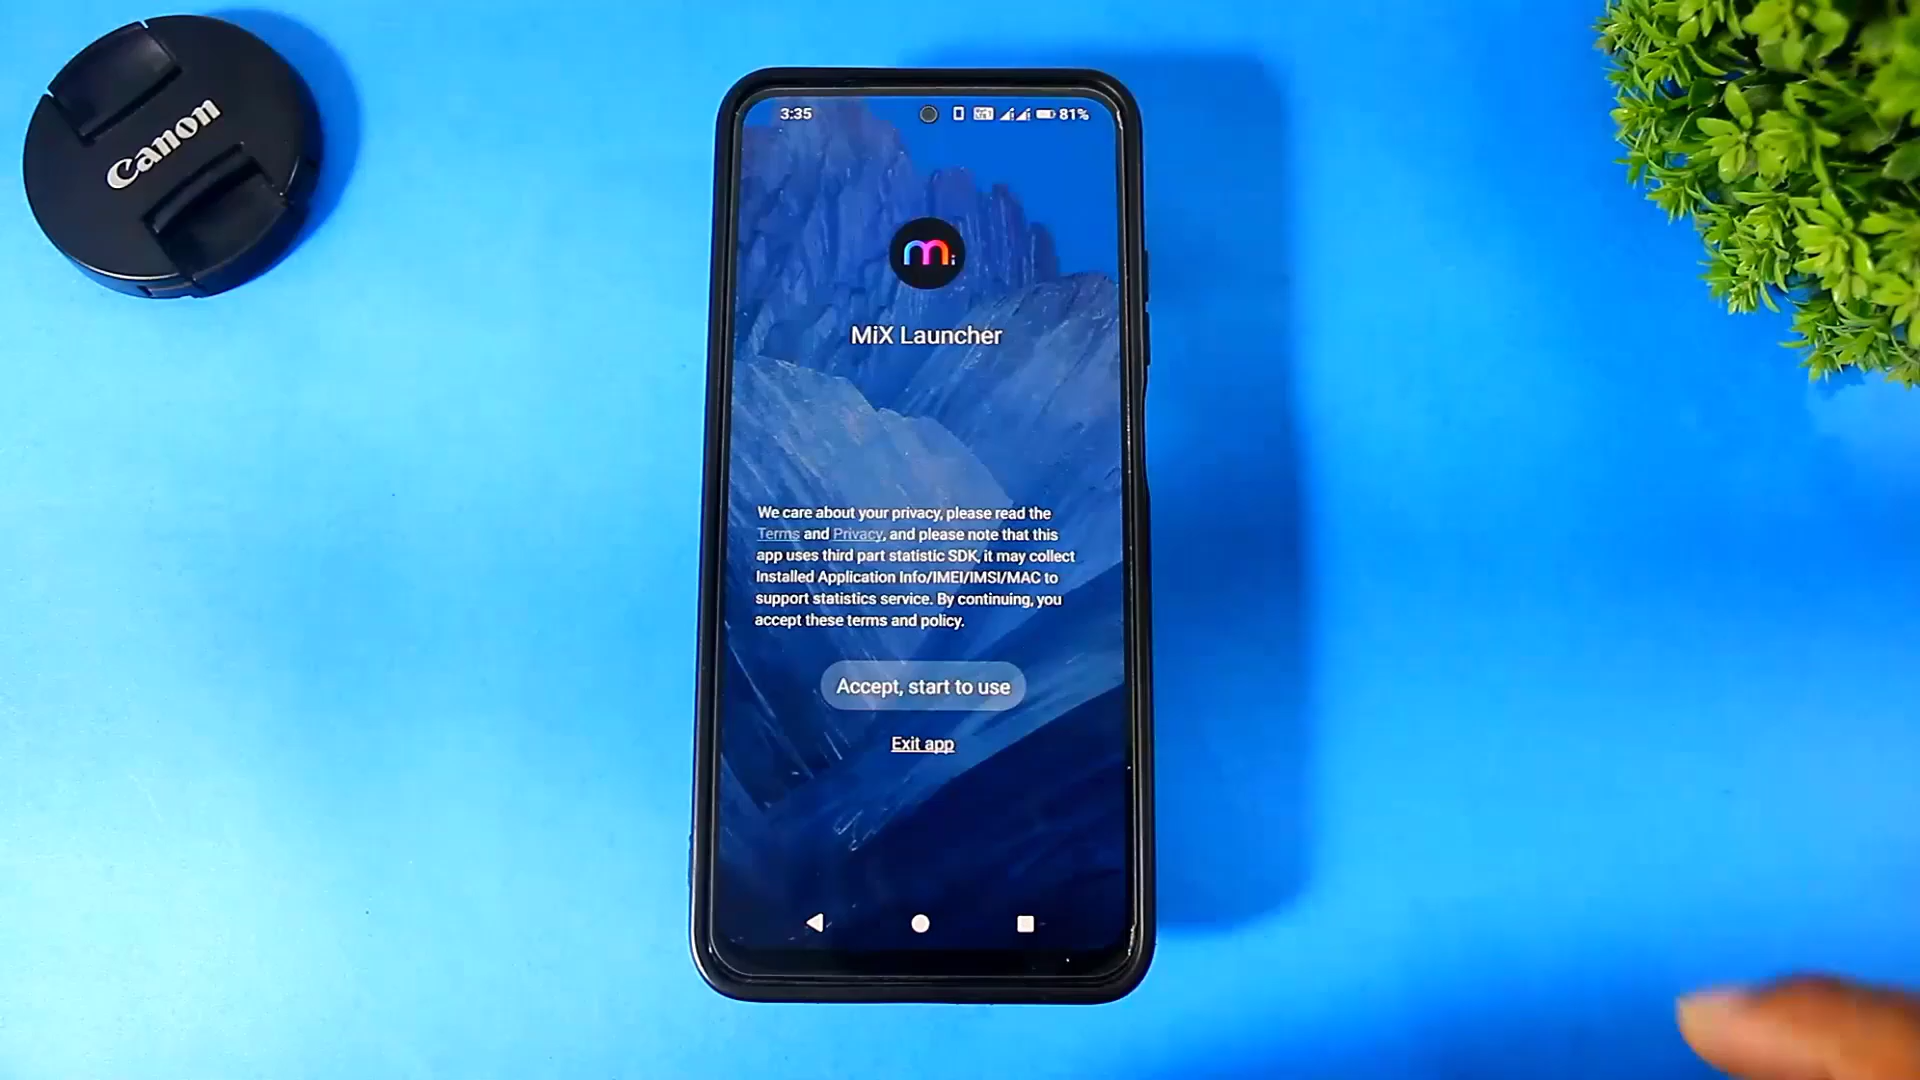 Canon
3:35
81%
mi
MiX Launcher
We care about your privacy, please read the
Terms and Privacy, and please note that this
app uses third part statistic SDK, it may collect
Installed Application Info/IMEI/IMSI/MAC to
support statistics service. By continuing, you
accept these terms and policy.
Accept, start to use
Exit app